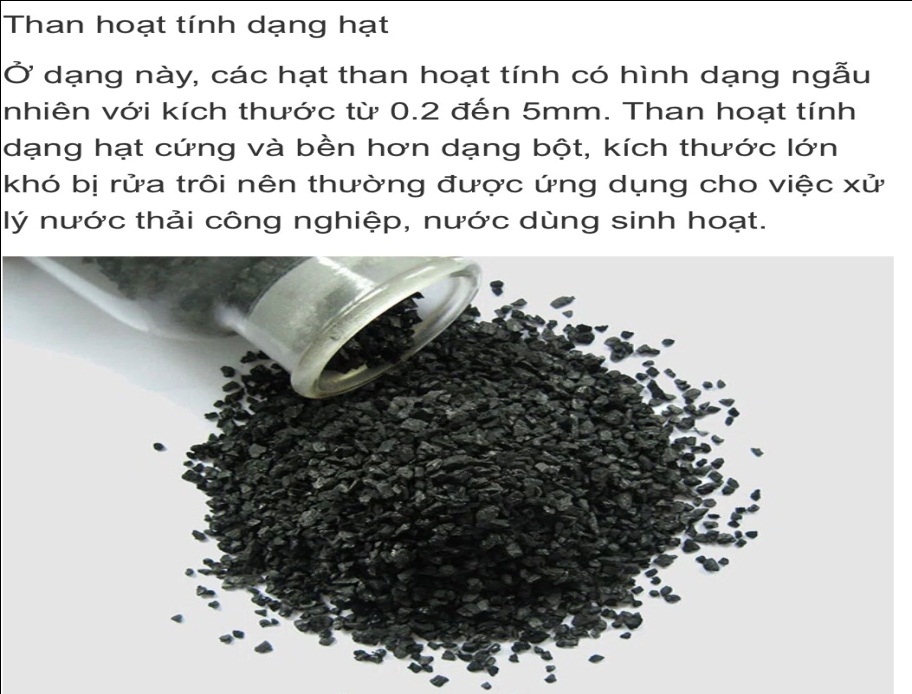 Than hoạt tính dạng hạt
Ở dạng này, các hạt than hoạt tính có hình dạng ngẫu
nhiên với kích thước từ 0.2 đến 5mm. Than hoạt tính
dạng hạt cứng và bền hơn dạng bột, kích thước lớn
khó bị rửa trôi nên thường được ứng dụng cho việc xử
lý nước thải công nghiệp, nước dùng sinh hoạt.